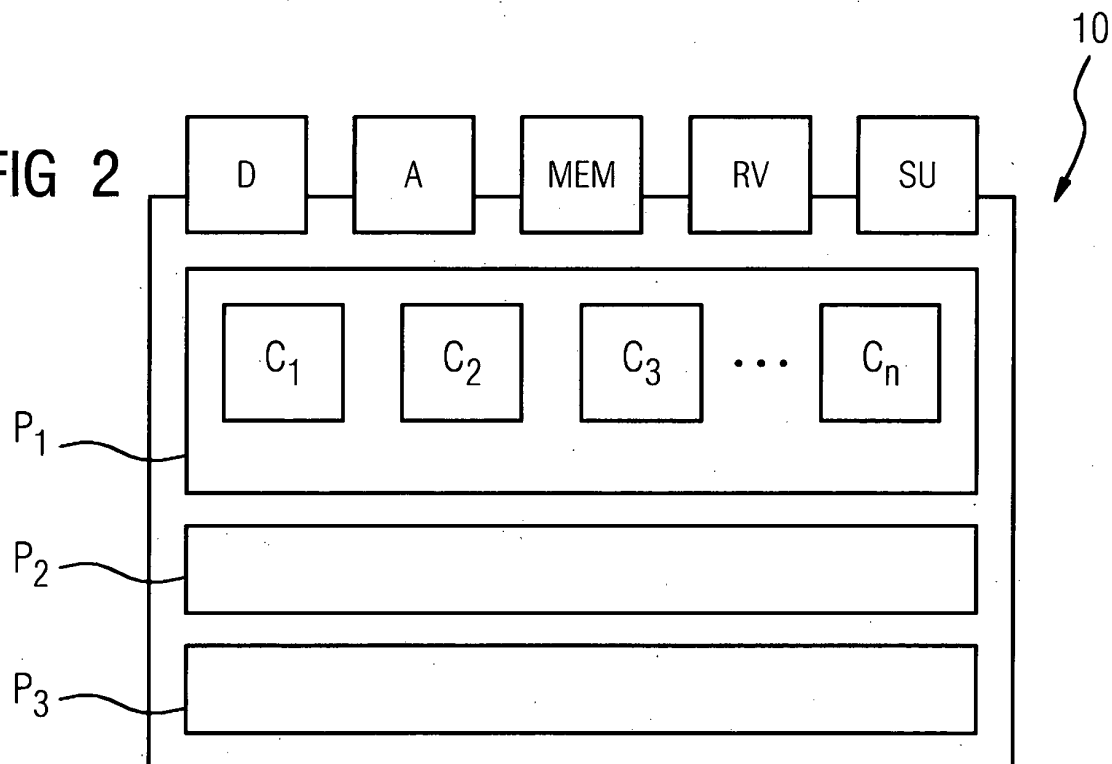 10
FIG 2
D A MEM RV SU
C₁ C₂ C₃ ... Cₙ
P₁
P₂
P₃